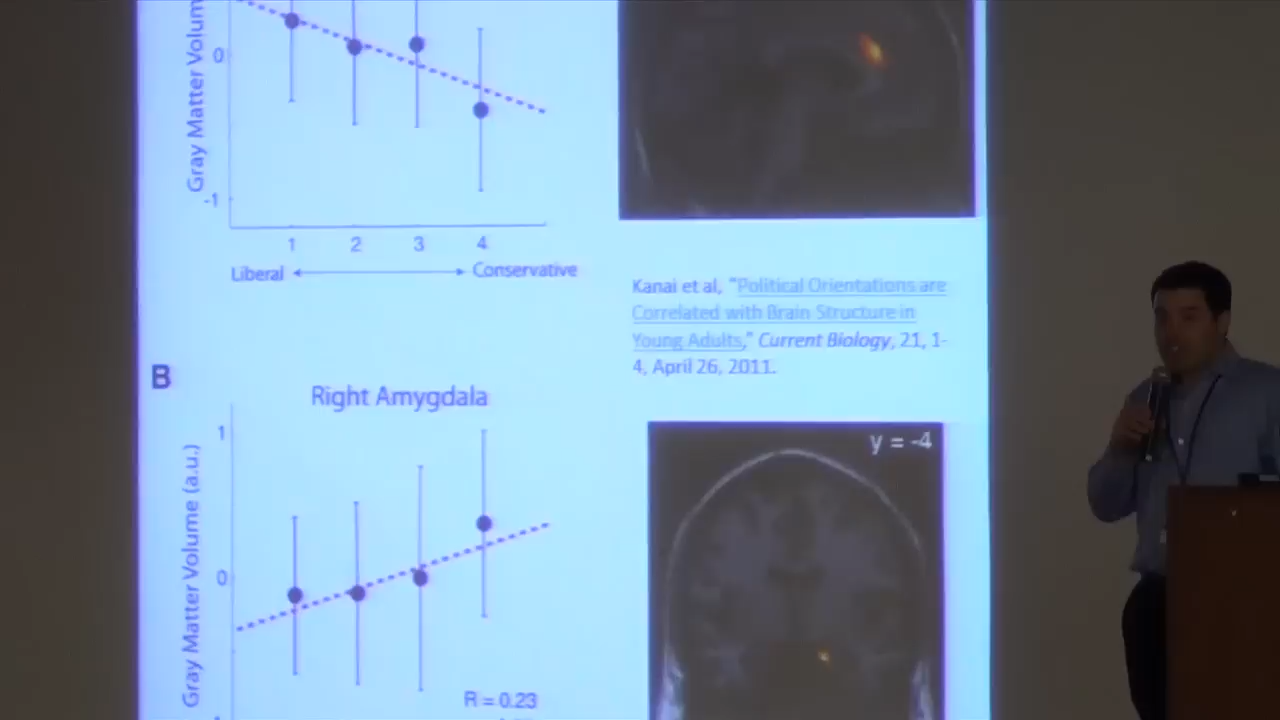 Gray Matter Volum
0
-1
1 2 3 4
Liberal Conservative
Kanai et al, "Political Orientations are
Correlated with Brain Structure in
Young Adults," Current Biology, 21, 1-
4, April 26, 2011.
B
Right Amygdala
Gray Matter Volume (a.u.)
1
0
R = 0.23
y = -4